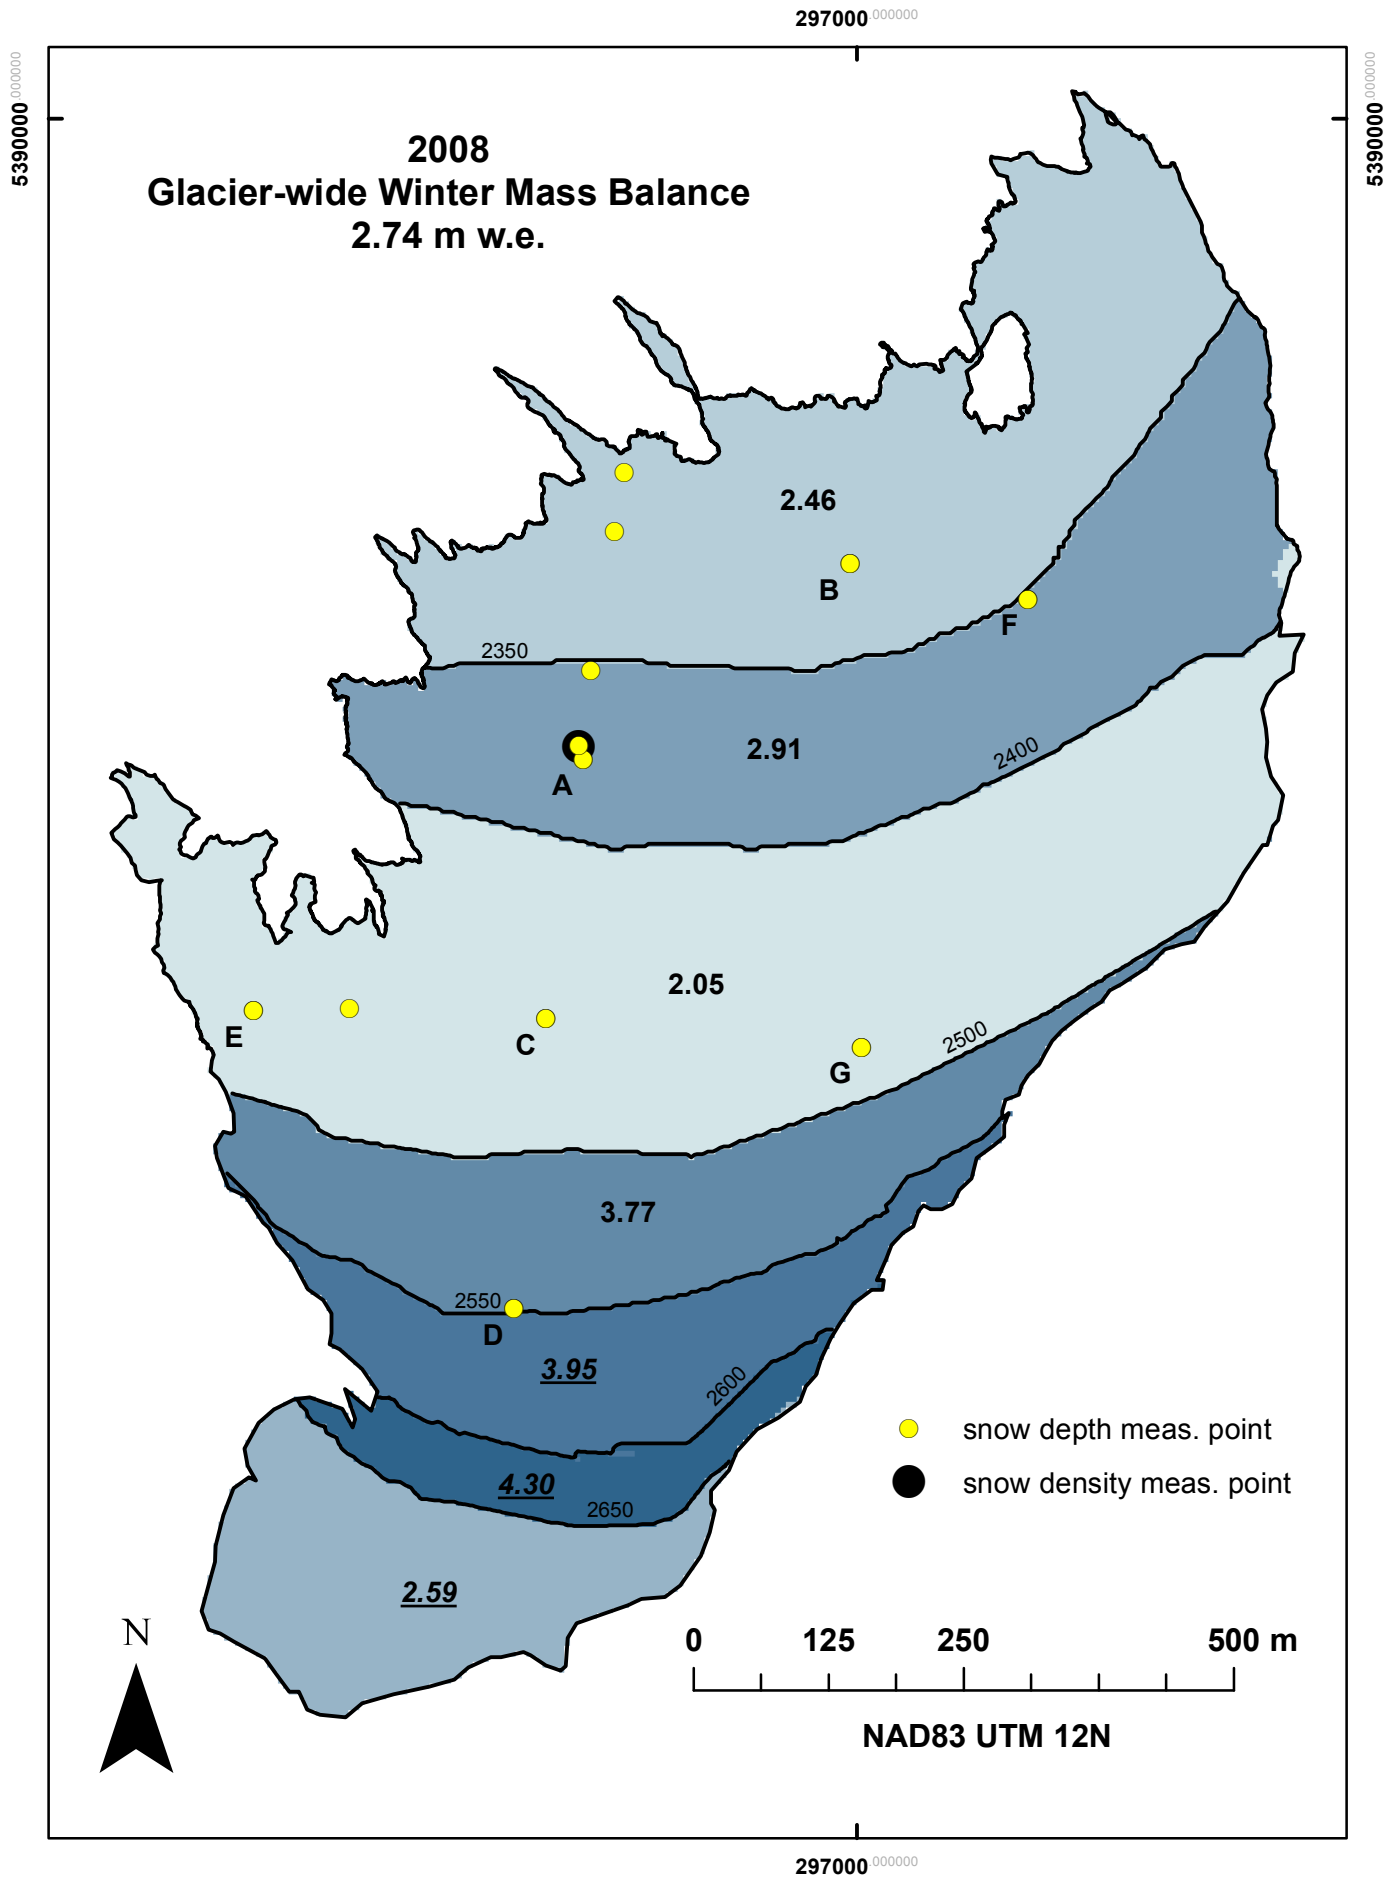 297000.000000
5390000.000000
5390000.000000
2008
Glacier-wide Winter Mass Balance
2.74 m w.e.
2.46
B
F
2350
2.91
2400
A
2.05
E
C
G
2500
3.77
2550
D
3.95
2600
snow depth meas. point
4.30
snow density meas. point
2650
2.59
N
0 125 250 500 m
NAD83 UTM 12N
297000.000000